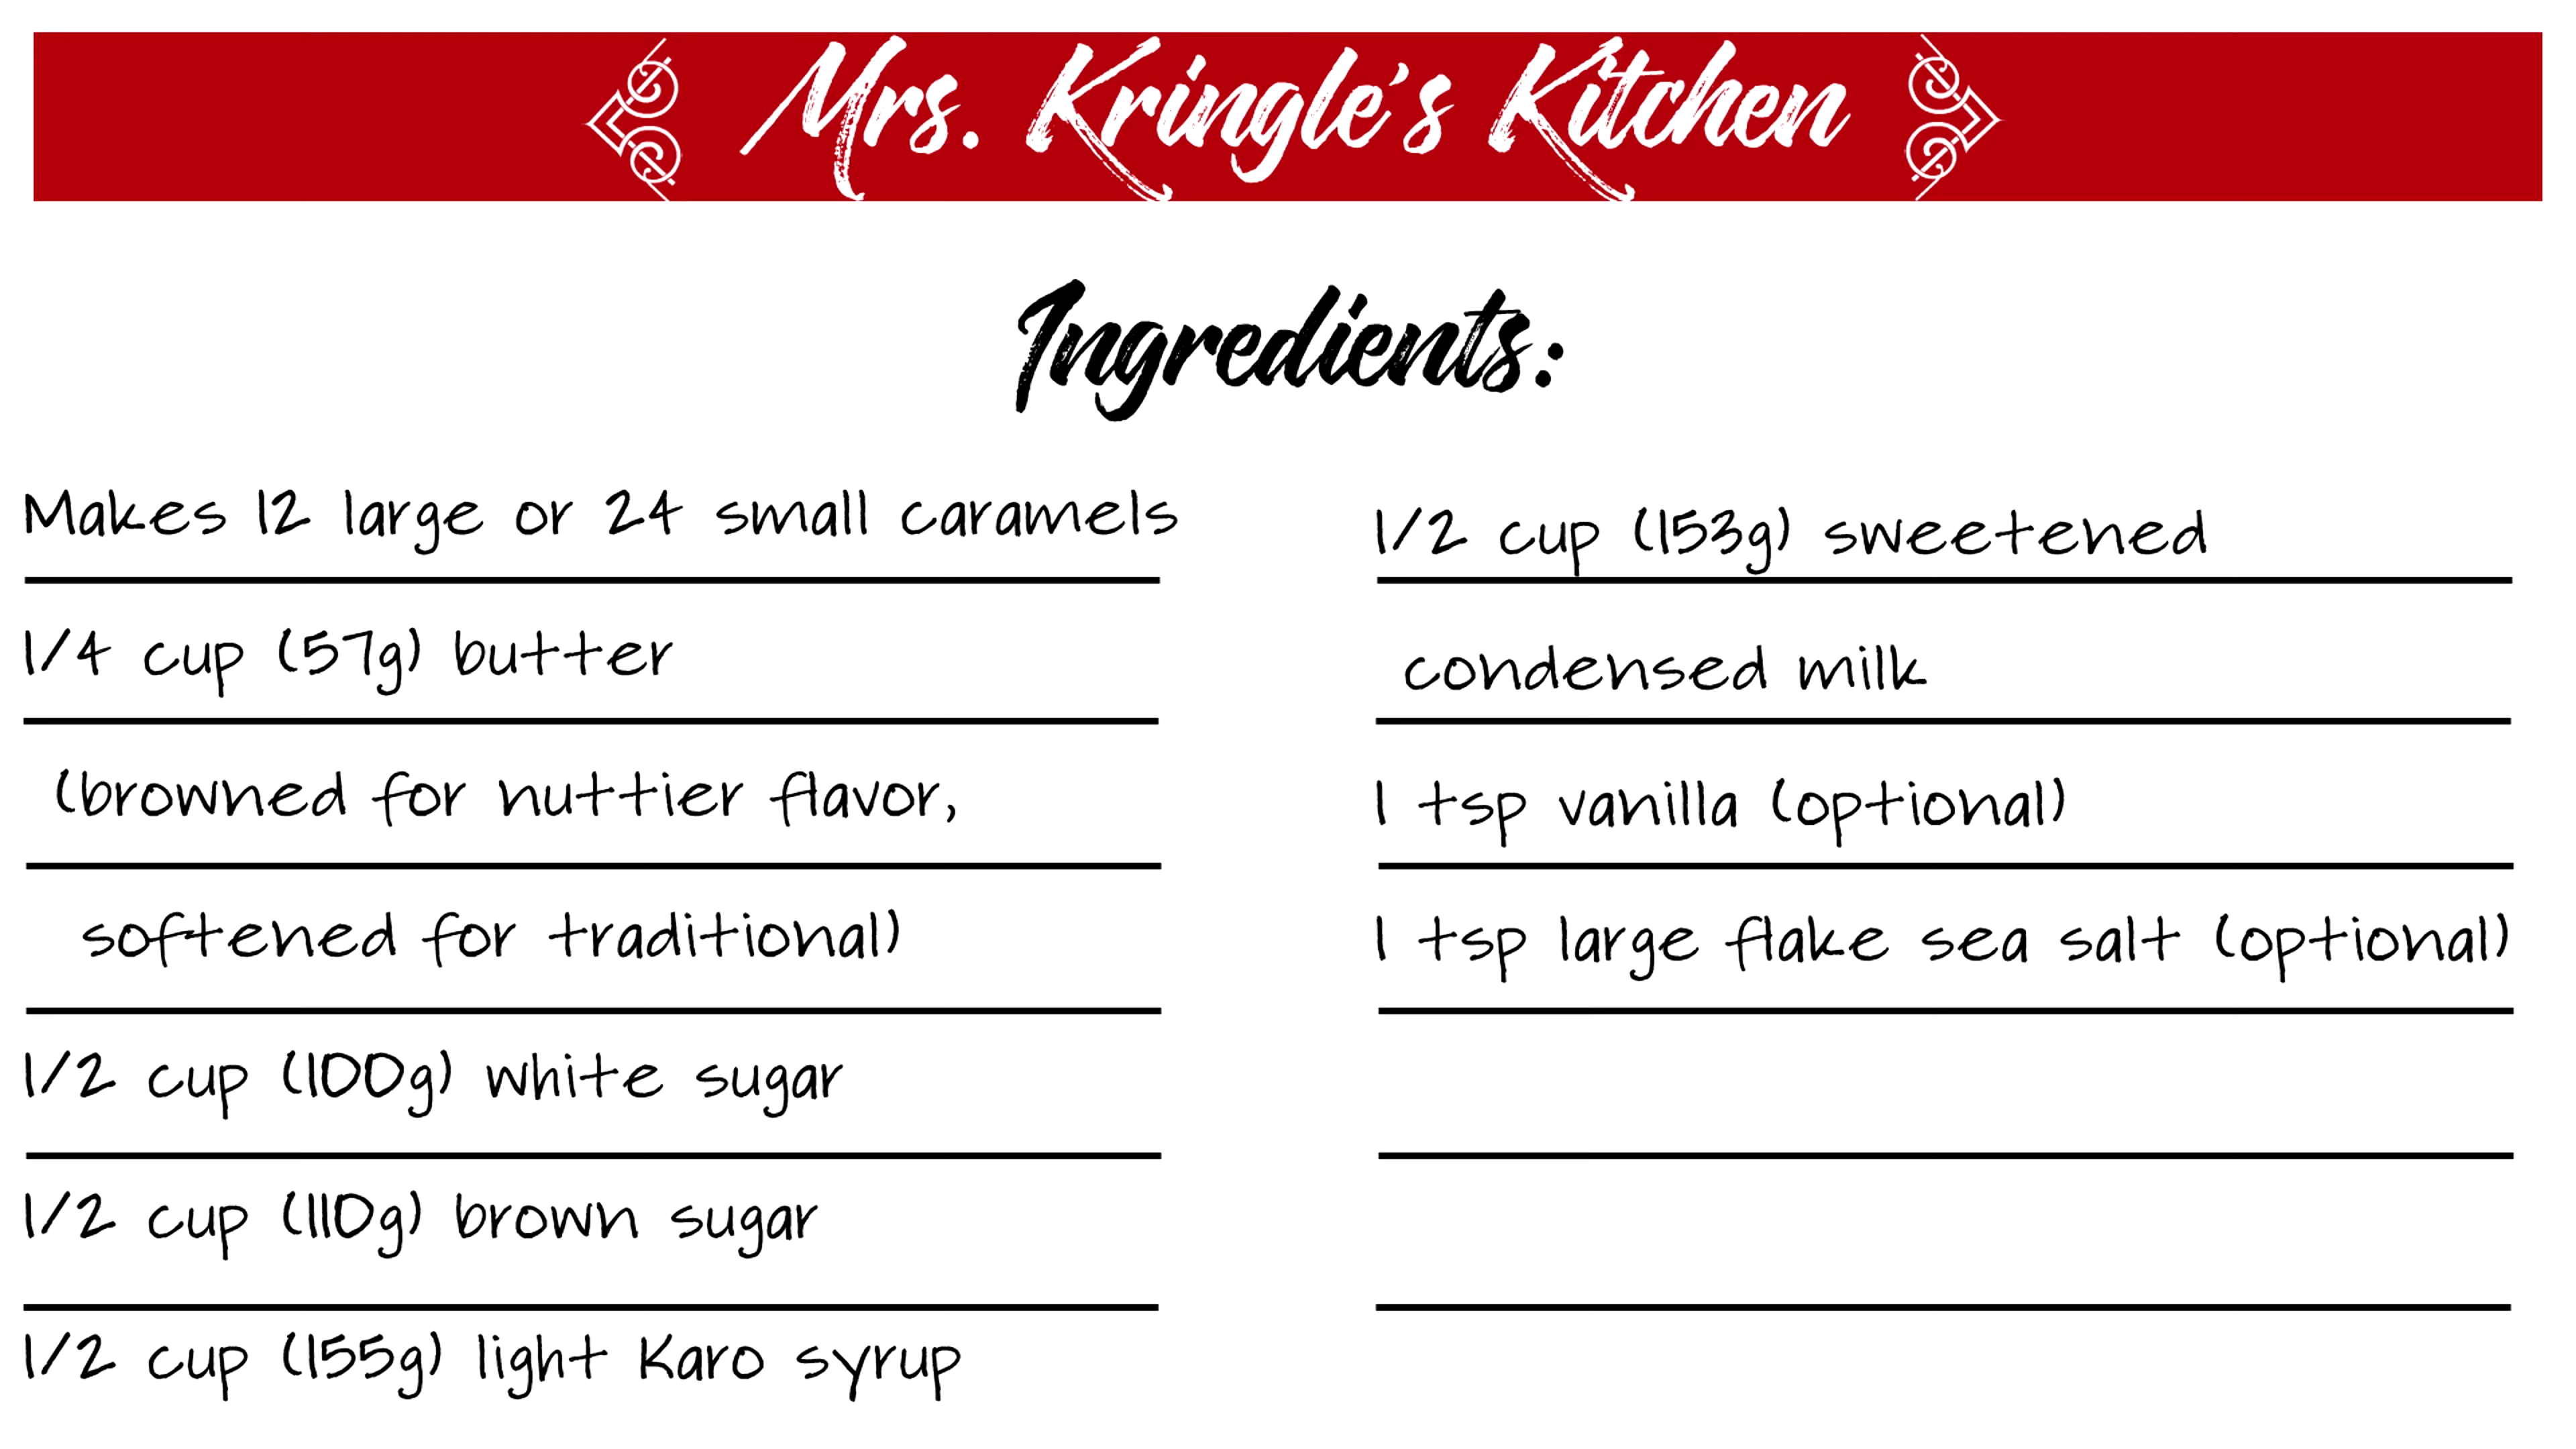 Mrs. Kringle's Kitchen
Ingredients:
Makes 12 large or 24 small caramels
1/4 cup (57g) butter
(browned for nuttier flavor,
softened for traditional)
1/2 cup (100g) white sugar
1/2 cup (110g) brown sugar
1/2 cup (155g) light Karo syrup
1/2 cup (153g) sweetened
condensed milk
1 tsp vanilla (optional)
1 tsp large flake sea salt (optional)